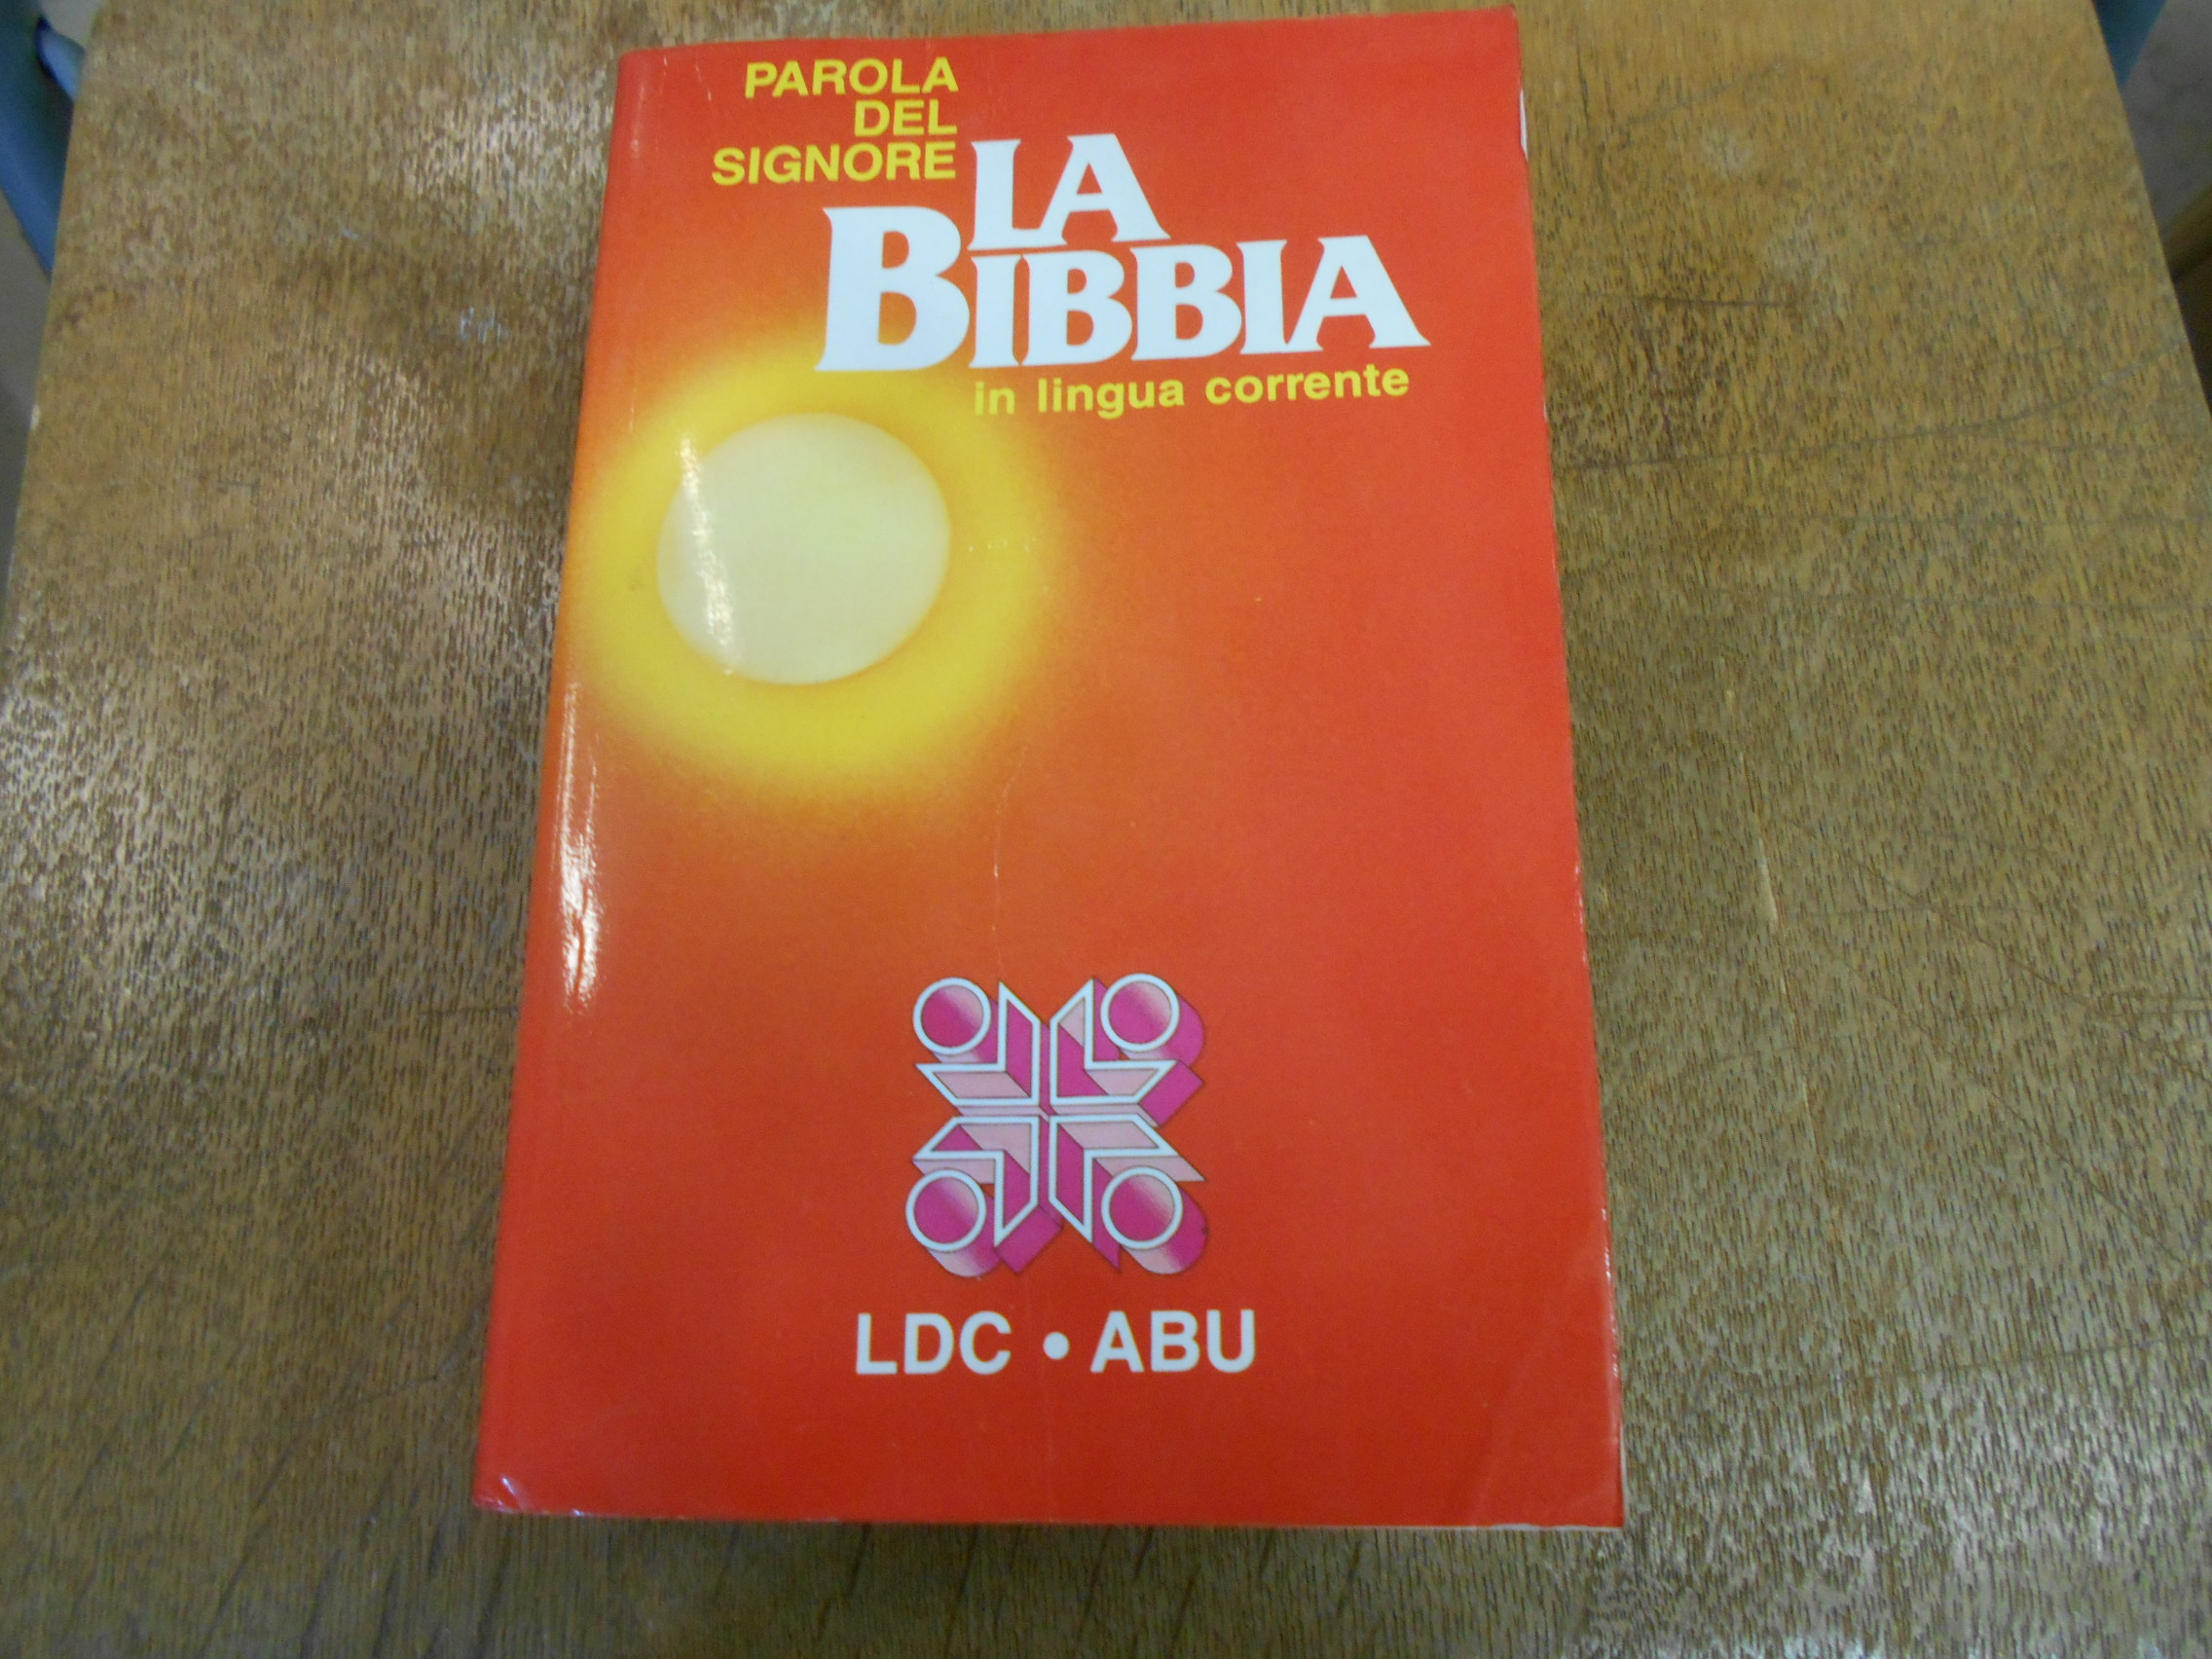 PAROLA
DEL
SIGNORE
LA
BIBBIA
in lingua corrente
LDC • ABU